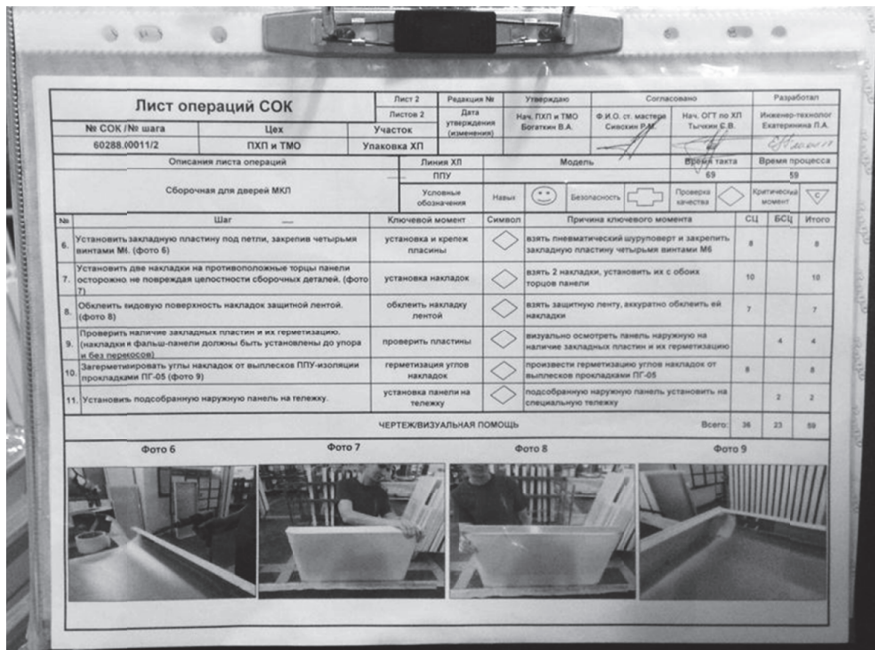 Лист операций СОК
Лист 2
Листов 2
Редакция №
Дата утверждения (изменения)
Утверждаю
Нач. ПХП и ТМО
Богаткин В.А.
Согласовано
Ф.И.О. ст. мастера
Нач. ОГТ по ХП
Тычкин С.В.
Разработал
Инженер-технолог
Екатеринина П.А.
№ СОК /№ шага Цех Участок
60288.00011/2 ПХП и ТМО Упаковка ХП
Описания листа операций Линия ХП Модель Время такта Время процесса
ППУ 69 59
Сборочная для дверей МКЛ
Условные обозначения Навык Безопасность Проверка качества Критический момент С
№ Шаг Ключевой момент Символ Причина ключевого момента СЦ БСЦ Итого
6. Установить закладную пластину под петли, закрепив четырьмя винтами М6. (фото 6) установка и крепеж пласины взять пневматический шуруповерт и закрепить закладную пластину четырьмя винтами М6 8 8
7. Установить две накладки на противоположные торцы панели осторожно не повреждая целостности сборочных деталей. (фото 7) установка накладок взять 2 накладки, установить их с обоих торцов панели 10 10
8. Обклеить видовую поверхность накладок защитной лентой. (фото 8) обклеить накладку лентой взять защитную ленту, аккуратно обклеить ей накладки 7 7
9. Проверить наличие закладных пластин и их герметизацию. (накладки и фальш-панели должны быть установлены до упора и без перекосов) проверить пластины визуально осмотреть панель наружную на наличие закладных пластин и их герметизацию 4 4
10. Загерметизировать углы накладок от выплесков ППУ-изоляции прокладками ПГ-05 (фото 9) герметизация углов накладок произвести герметизацию углов накладок от выплесков прокладками ПГ-05 8 8
11. Установить подсобранную наружную панель на тележку. установка панели на тележку подсобранную наружную панель установить на специальную тележку 2 2
ЧЕРТЕЖ/ВИЗУАЛЬНАЯ ПОМОЩЬ Всего: 36 23 59
Фото 6 Фото 7 Фото 8 Фото 9